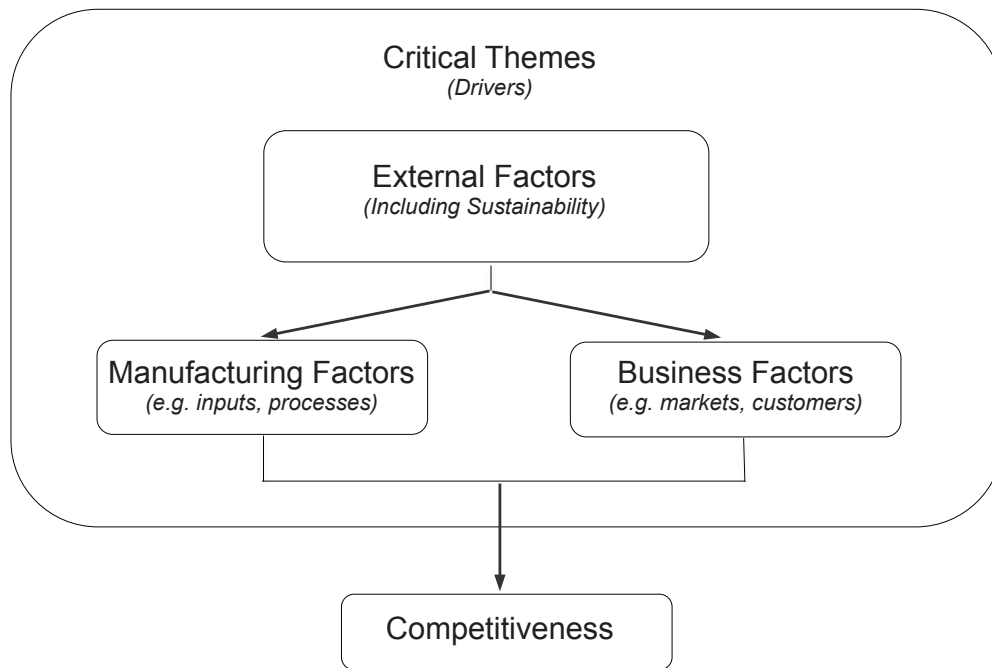 Critical Themes
(Drivers)
External Factors
(Including Sustainability)
Manufacturing Factors
(e.g. inputs, processes)
Business Factors
(e.g. markets, customers)
Competitiveness